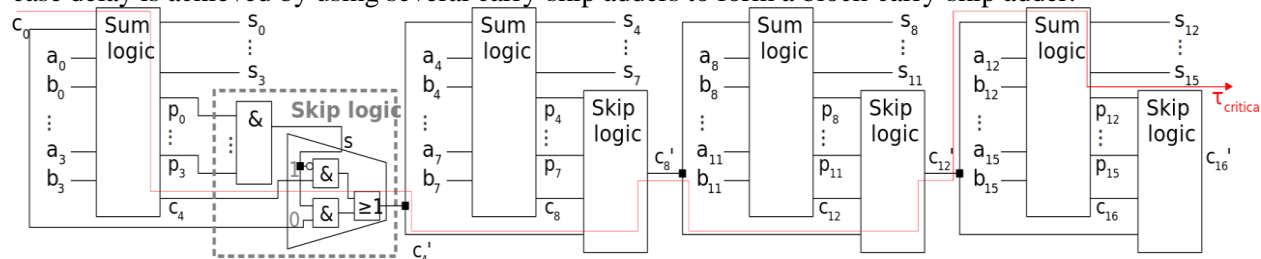 case delay is achieved by using several carry-skip adders to form a block-carry-skip adder.
c0
Sum logic
s0
⋮
s3
a0
b0
⋮
a3
b3
p0
⋮
p3
c4
Skip logic
&
⋮
s
1
&
0
&
≥1
c4'
Sum logic
s4
⋮
s7
a4
b4
⋮
a7
b7
p4
⋮
p7
c8
Skip logic
c8'
Sum logic
s8
⋮
s11
a8
b8
⋮
a11
b11
p8
⋮
p11
c12
Skip logic
c12'
Sum logic
s12
⋮
s15
a12
b12
⋮
a15
b15
p12
⋮
p15
c16
Skip logic
c16'
τcritica